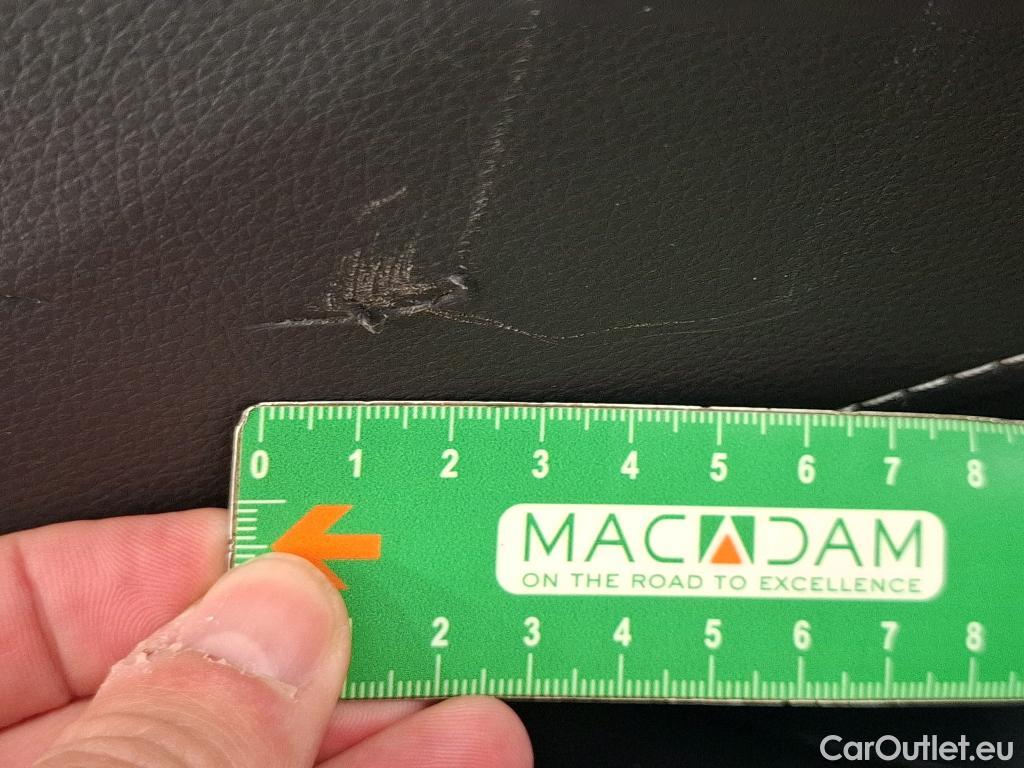 0 1 2 3 4 5 6 7 8
MACADAM
ON THE ROAD TO EXCELLENCE
2 3 4 5 6 7 8
CarOutlet.eu